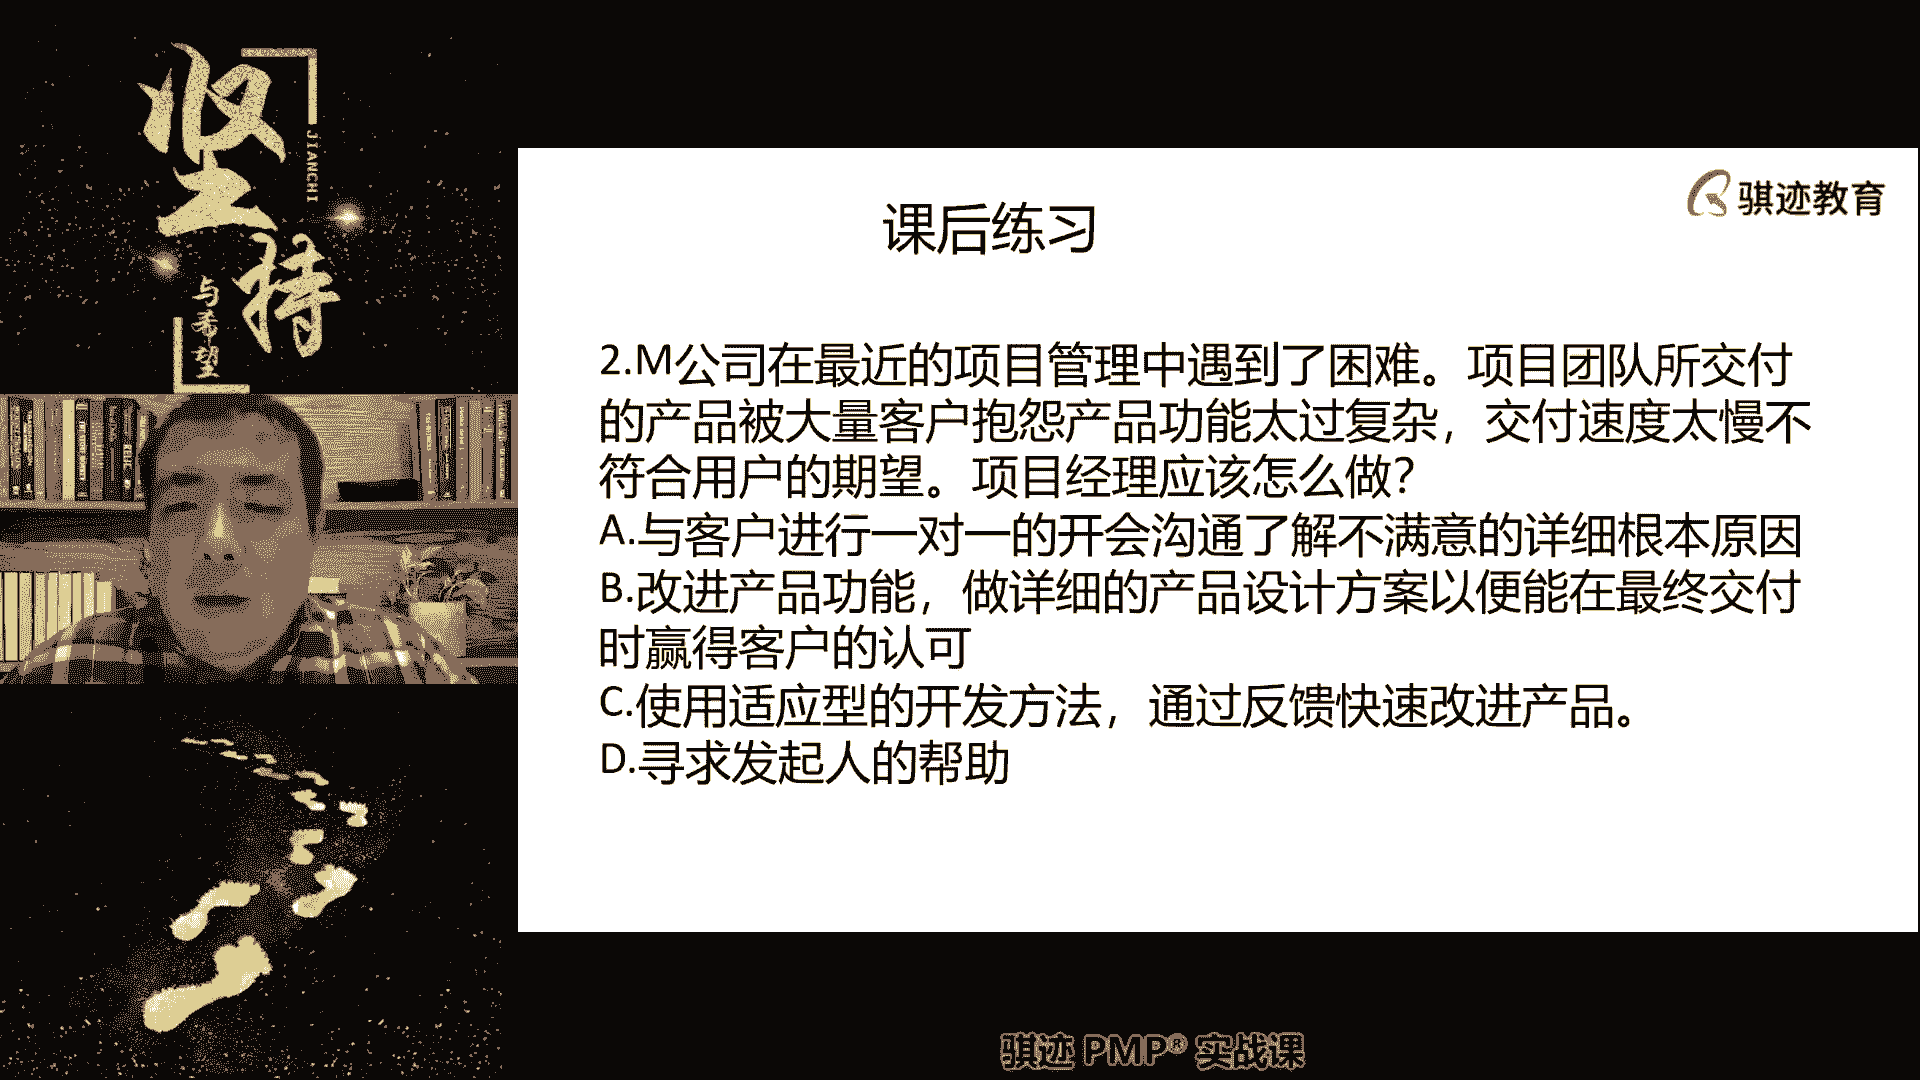 坚持
JIANCHI
与希望
骐迹教育
课后练习
2.M公司在最近的项目管理中遇到了困难。项目团队所交付
的产品被大量客户抱怨产品功能太过复杂，交付速度太慢不
符合用户的期望。项目经理应该怎么做？
A.与客户进行一对一的开会沟通了解不满意的详细根本原因
B.改进产品功能，做详细的产品设计方案以便能在最终交付
时赢得客户的认可
C.使用适应型的开发方法，通过反馈快速改进产品。
D.寻求发起人的帮助
骐迹 PMP® 实战课